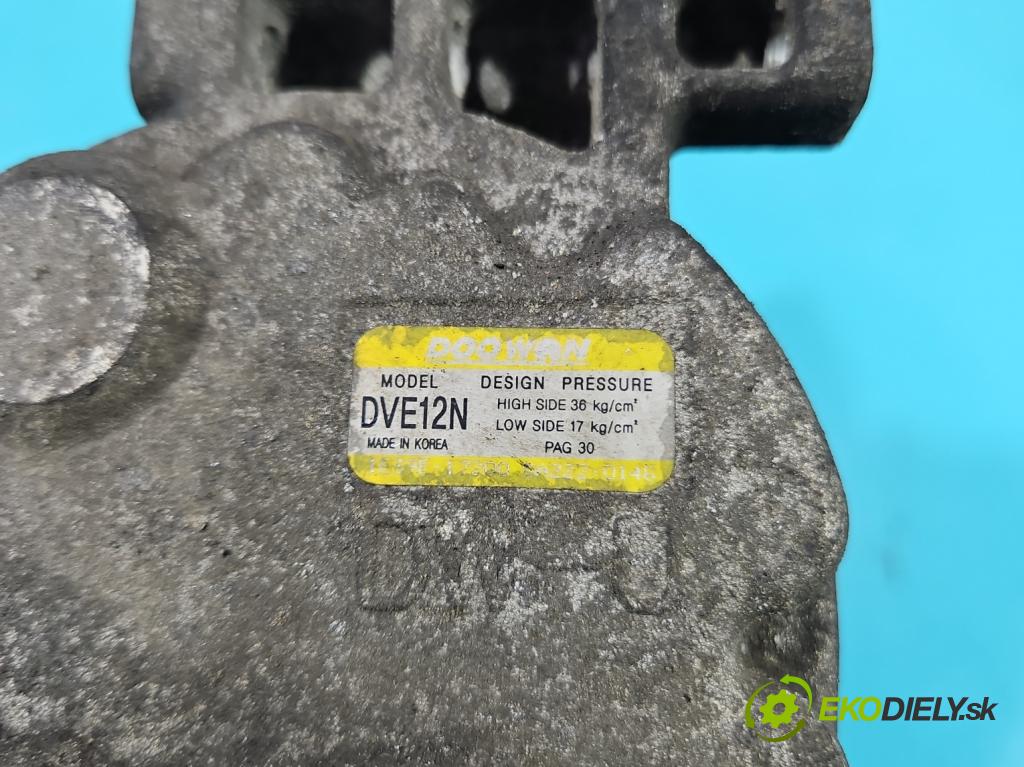 DOOWAN
MODEL DESIGN PRESSURE
DVE12N HIGH SIDE 36 kg/cm²
LOW SIDE 17 kg/cm²
MADE IN KOREA PAG 30
EKODIELY.sk